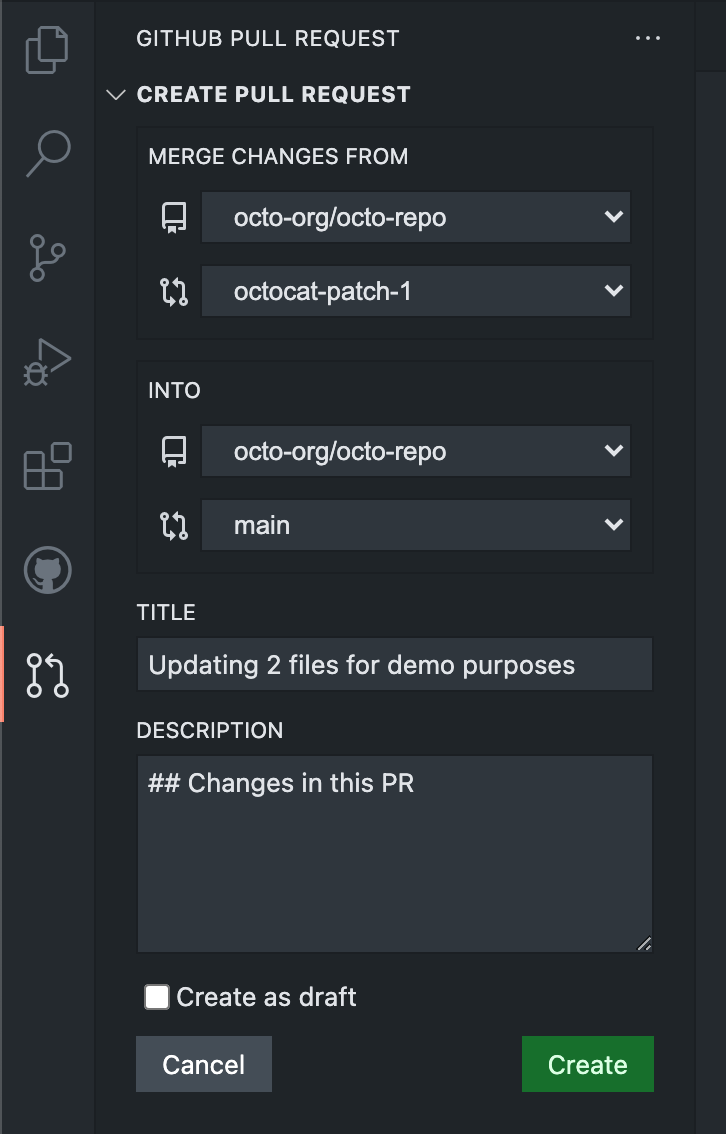 GITHUB PULL REQUEST
CREATE PULL REQUEST
MERGE CHANGES FROM
octo-org/octo-repo
octocat-patch-1
INTO
octo-org/octo-repo
main
TITLE
Updating 2 files for demo purposes
DESCRIPTION
## Changes in this PR
Create as draft
Cancel
Create